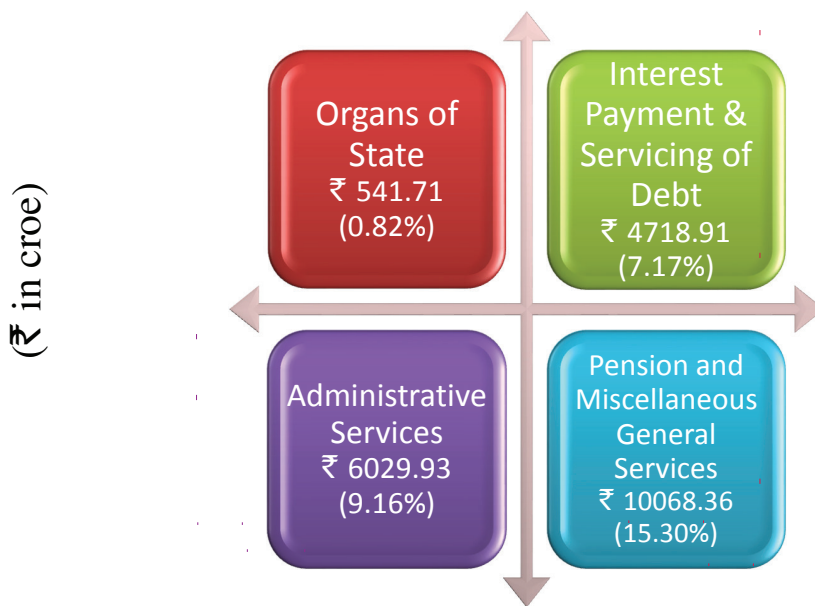 (₹ in croe)
Organs of
State
₹ 541.71
(0.82%)
Interest
Payment &
Servicing of
Debt
₹ 4718.91
(7.17%)
Administrative
Services
₹ 6029.93
(9.16%)
Pension and
Miscellaneous
General
Services
₹ 10068.36
(15.30%)